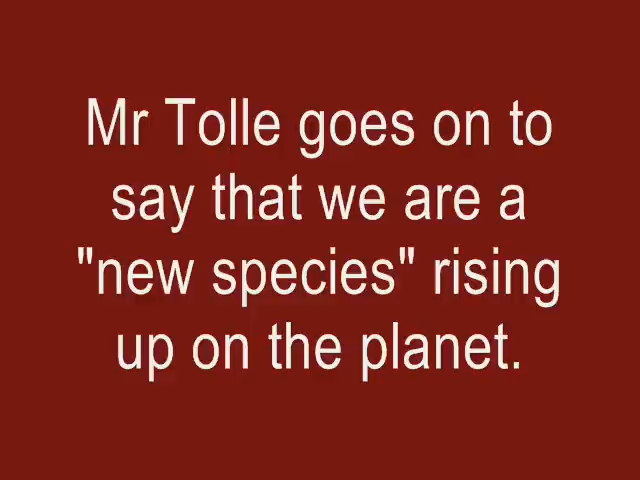 Mr Tolle goes on to
say that we are a
"new species" rising
up on the planet.